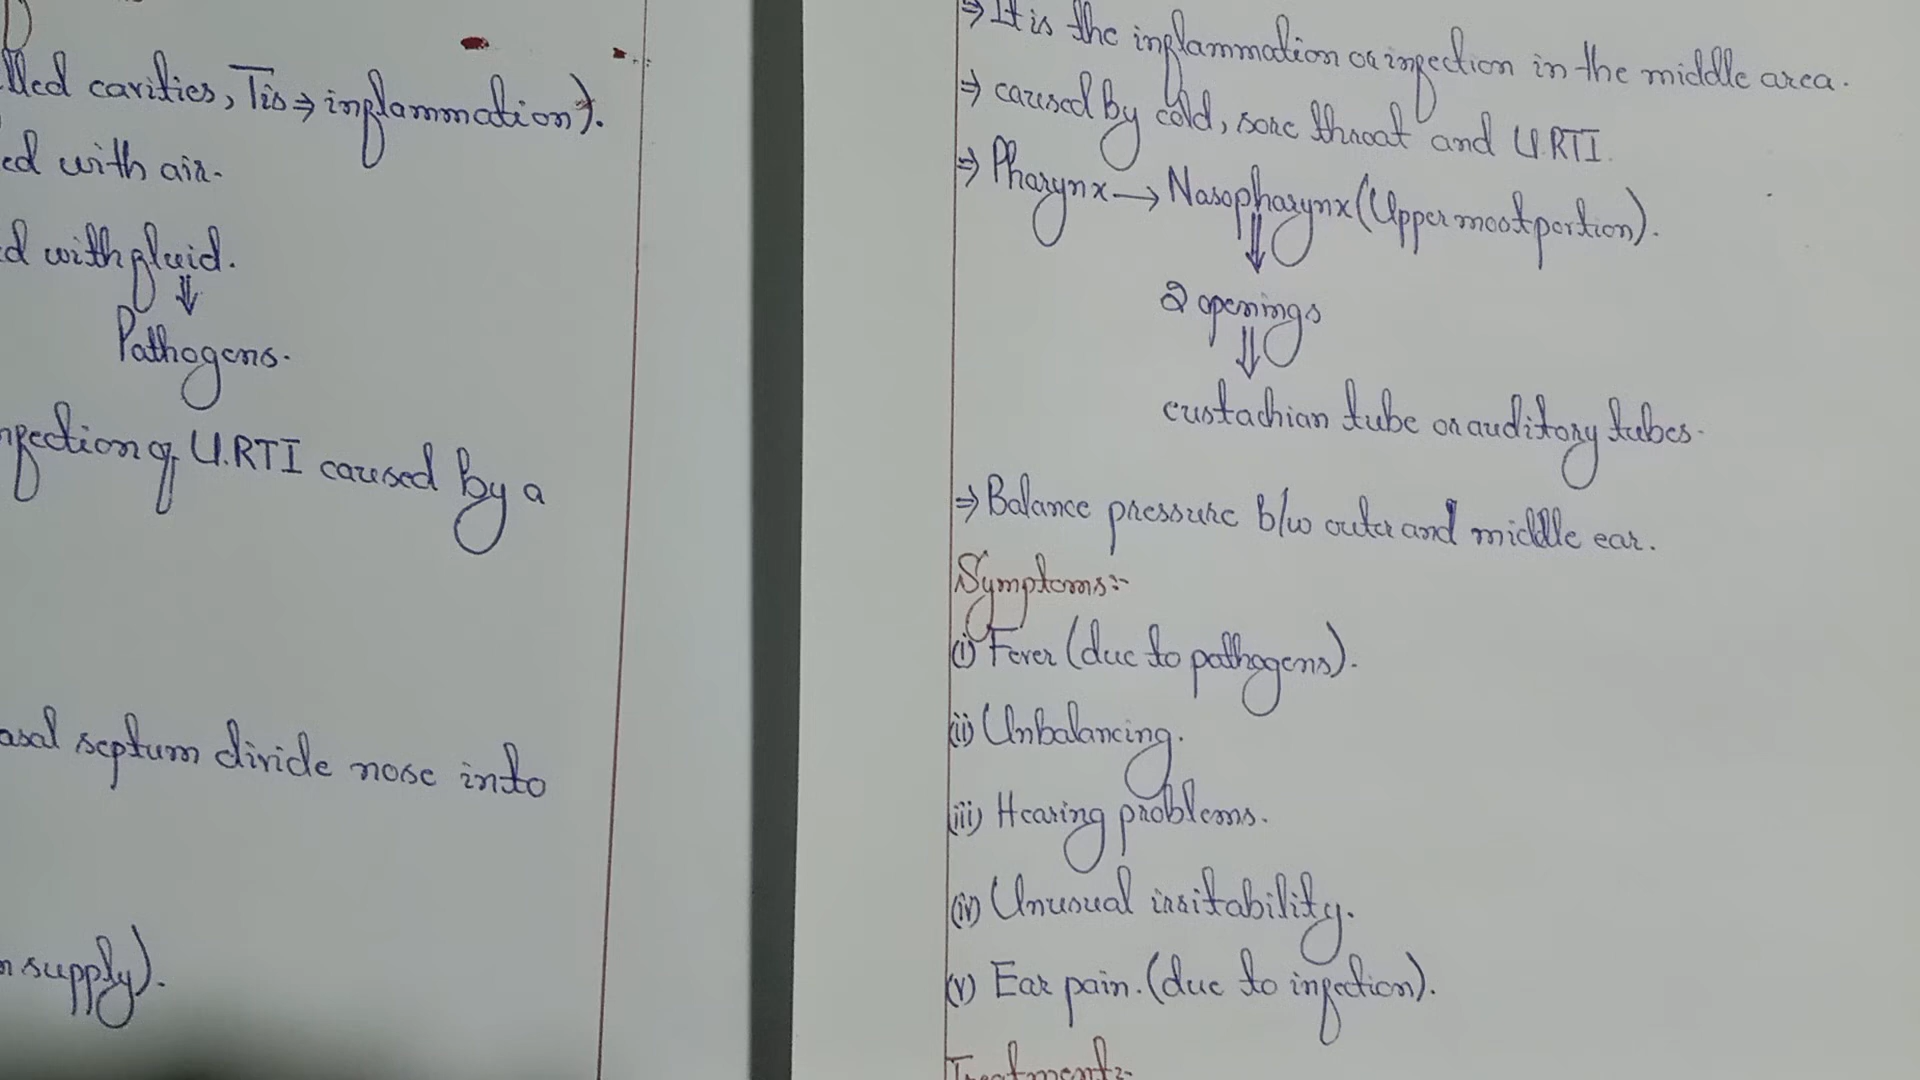 lled cavities, Tis⇒ inflammation).
ed with air.
d with fluid.
⇓
Pathogens.
nfection of U.RTI caused by a
asal septum divide nose into
n supply).
⇒ It is the inflammation or infection in the middle area.
⇒ caused by cold, sore throat and U.RTI.
⇒ Pharynx → Nasopharynx (Upper most portion).
⇓
2 openings
⇓
eustachian tube or auditory tubes.
⇒ Balance pressure b/w outer and middle ear.
Symptoms:-
(i) Fever (due to pathogens).
(ii) Unbalancing.
(iii) Hearing problems.
(iv) Unusual irritability.
(v) Ear pain. (due to infection).
Treatment:-